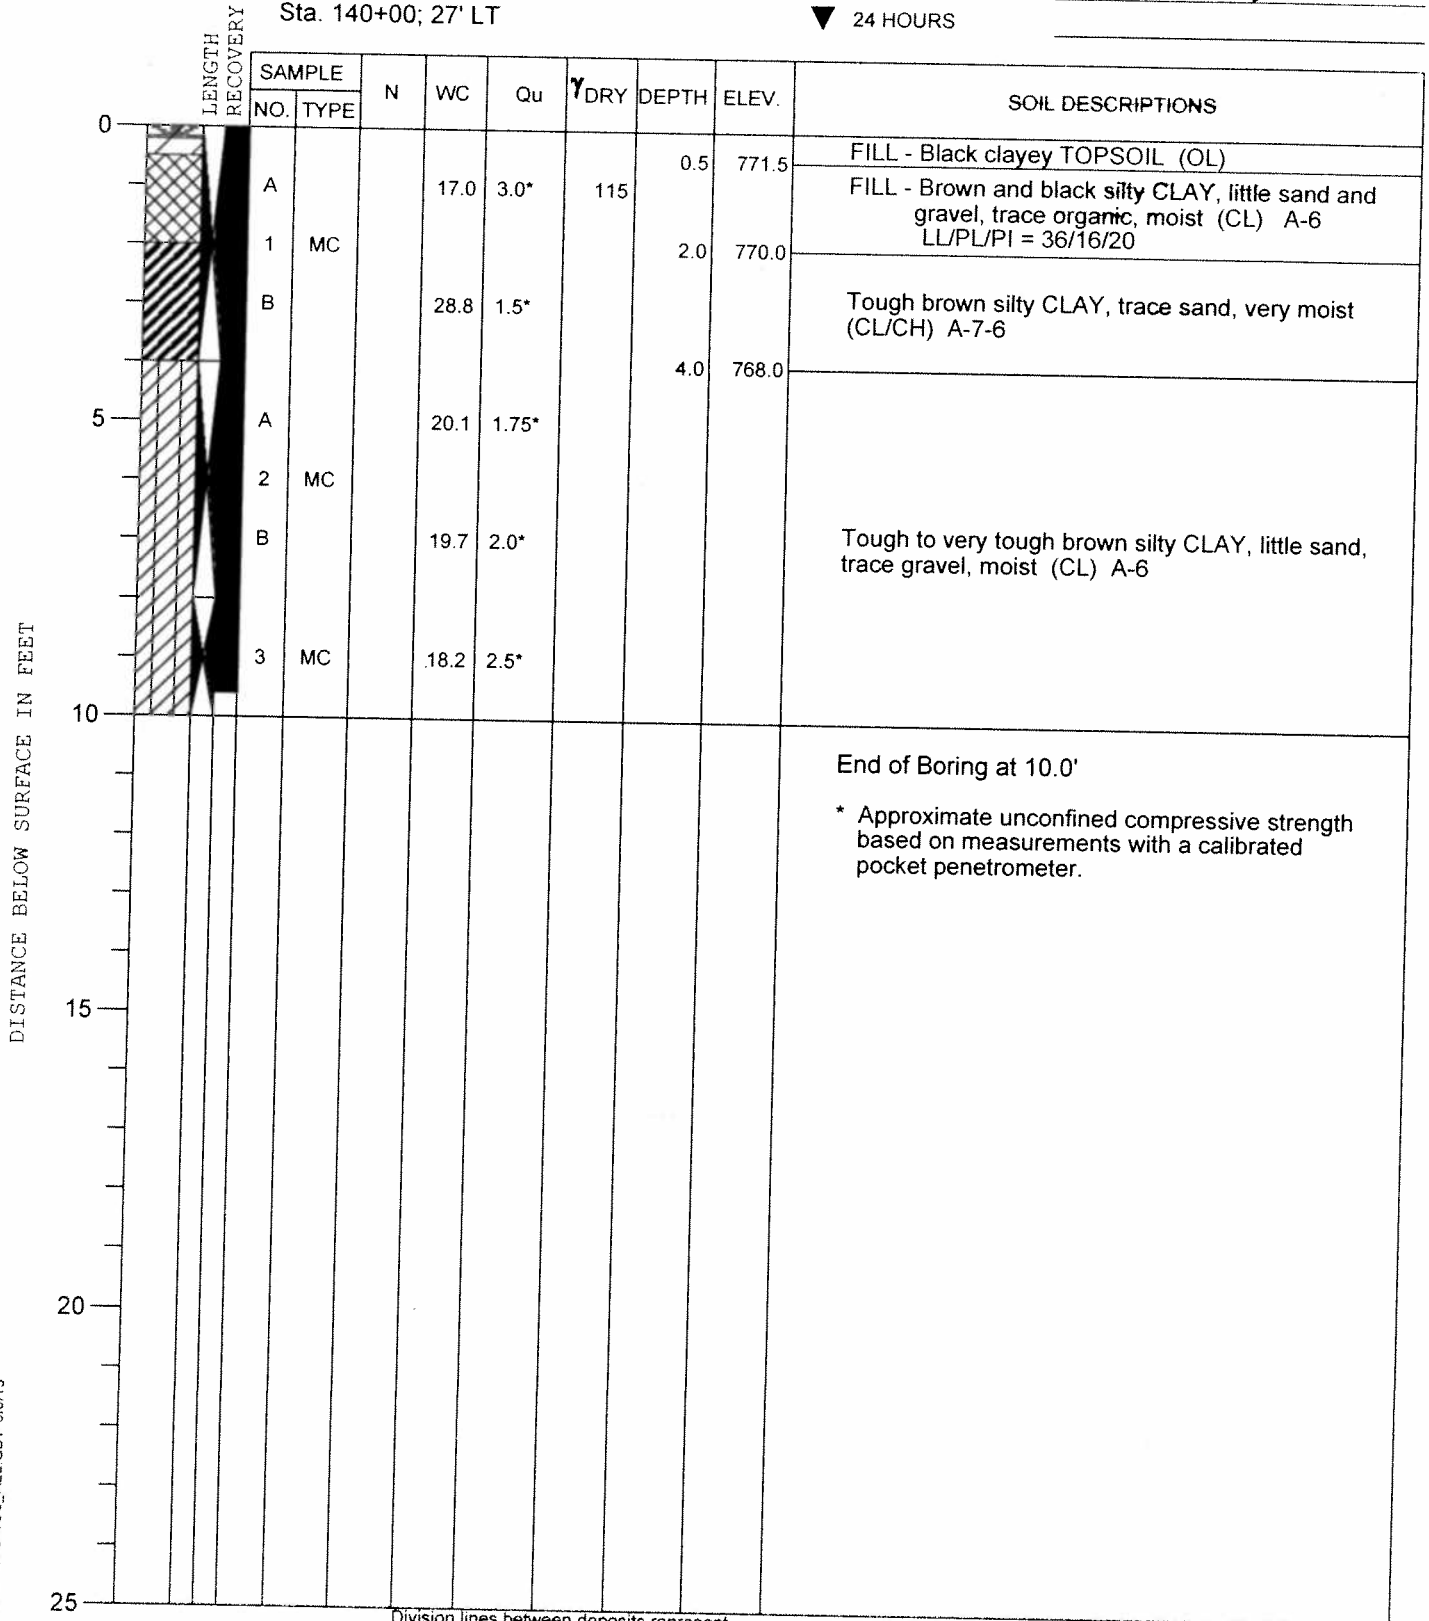 Sta. 140+00; 27' LT
▼ 24 HOURS
LENGTH
RECOVERY
SAMPLE
NO. TYPE N WC Qu γDRY DEPTH ELEV. SOIL DESCRIPTIONS
0
0.5 771.5 FILL - Black clayey TOPSOIL (OL)
A 17.0 3.0* 115 FILL - Brown and black silty CLAY, little sand and
gravel, trace organic, moist (CL) A-6
1 MC LL/PL/PI = 36/16/20
2.0 770.0
B 28.8 1.5* Tough brown silty CLAY, trace sand, very moist
(CL/CH) A-7-6
4.0 768.0
5 A 20.1 1.75*
2 MC
B 19.7 2.0* Tough to very tough brown silty CLAY, little sand,
trace gravel, moist (CL) A-6
3 MC 18.2 2.5*
10
End of Boring at 10.0'
* Approximate unconfined compressive strength
based on measurements with a calibrated
pocket penetrometer.
DISTANCE BELOW SURFACE IN FEET
15
20
25
Division lines between deposits represent